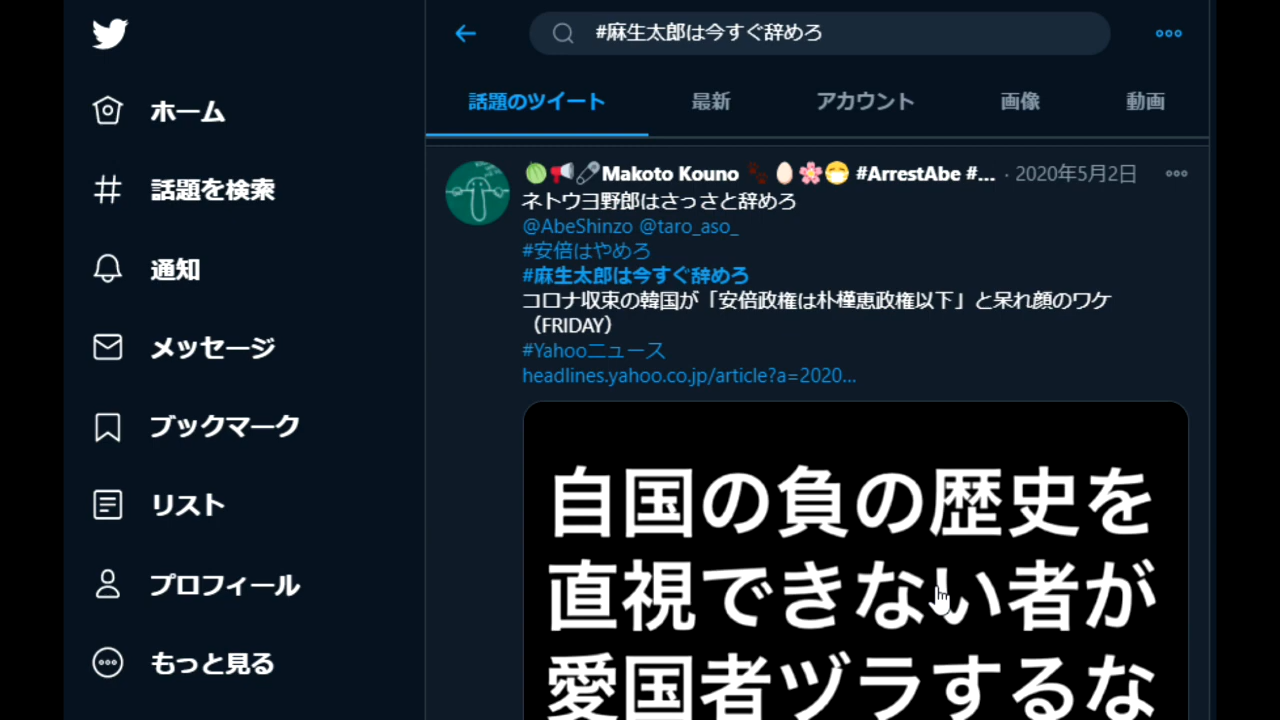 #麻生太郎は今すぐ辞めろ
話題のツイート 最新 アカウント 画像 動画
ホーム
話題を検索
通知
メッセージ
ブックマーク
リスト
プロフィール
もっと見る
Makoto Kouno #ArrestAbe #... · 2020年5月2日
ネトウヨ野郎はさっさと辞めろ
@AbeShinzo @taro_aso_
#安倍はやめろ
#麻生太郎は今すぐ辞めろ
コロナ収束の韓国が「安倍政権は朴槿恵政権以下」と呆れ顔のワケ
（FRIDAY）
#Yahooニュース
headlines.yahoo.co.jp/article?a=2020...
自国の負の歴史を
直視できない者が
愛国者ヅラするな